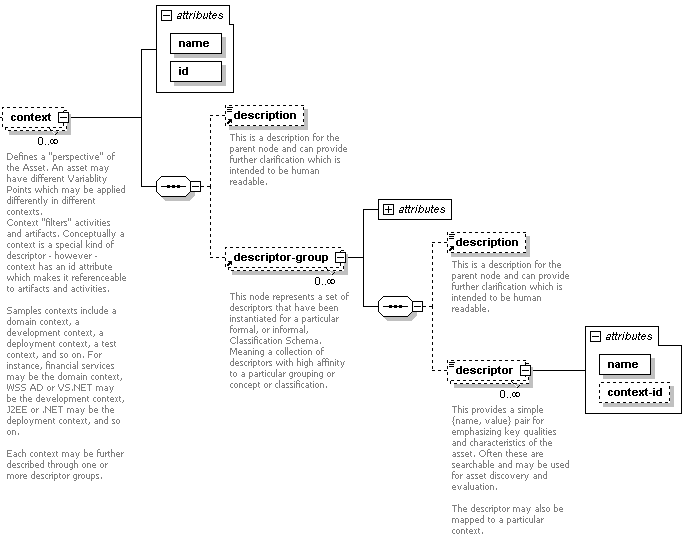 attributes
name
id
context
0..∞
Defines a "perspective" of
the Asset. An asset may
have different Variablity
Points which may be applied
differently in different
contexts.
Context "filters" activities
and artifacts. Conceptually a
context is a special kind of
descriptor - however -
context has an id attribute
which makes it referenceable
to artifacts and activities.
Samples contexts include a
domain context, a
development context, a
deployment context, a test
context, and so on. For
instance, financial services
may be the domain context,
WSS AD or VS.NET may
be the development context,
J2EE or .NET may be the
deployment context, and so
on.
Each context may be further
described through one or
more descriptor groups.
description
This is a description for the
parent node and can provide
further clarification which is
intended to be human
readable.
descriptor-group
0..∞
This node represents a set of
descriptors that have been
instantiated for a particular
formal, or informal,
Classification Schema.
Meaning a collection of
descriptors with high affinity
to a particular grouping or
concept or classification.
attributes
description
This is a description for the
parent node and can provide
further clarification which is
intended to be human
readable.
descriptor
0..∞
This provides a simple
{name, value} pair for
emphasizing key qualities
and characteristics of the
asset. Often these are
searchable and may be used
for asset discovery and
evaluation.
The descriptor may also be
mapped to a particular
context.
attributes
name
context-id